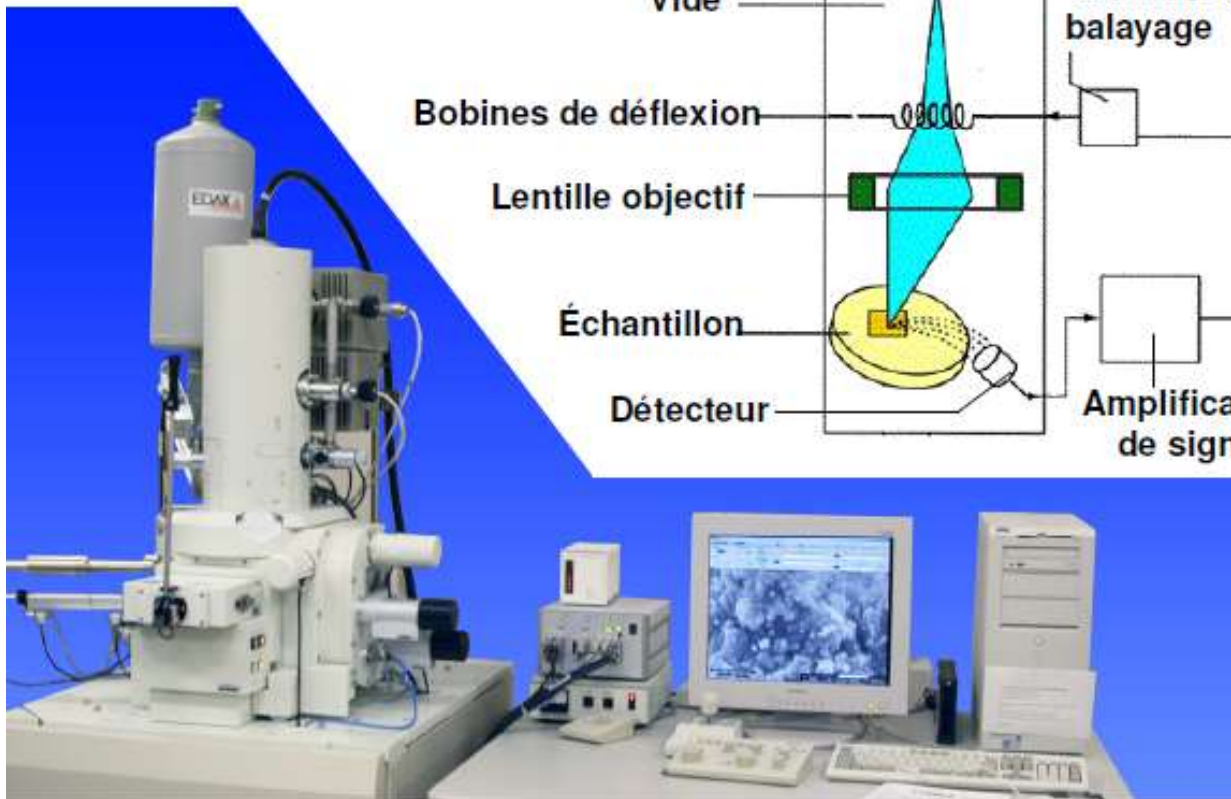 Vide
balayage
Bobines de déflexion
Lentille objectif
Échantillon
Détecteur
Amplifica
de sign
EDAX